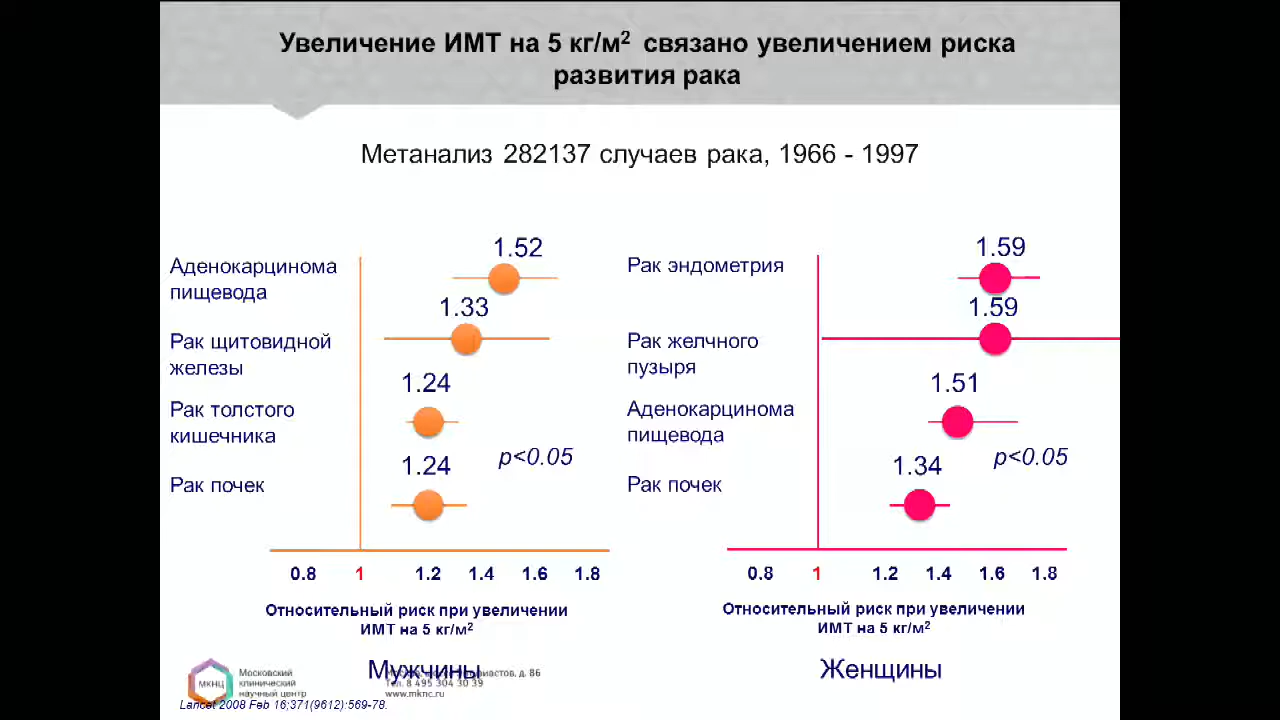 Увеличение ИМТ на 5 кг/м² связано увеличением риска
развития рака
Метанализ 282137 случаев рака, 1966 - 1997
Аденокарцинома
пищевода
1.52
Рак щитовидной
железы
1.33
Рак толстого
кишечника
1.24
Рак почек
1.24
p<0.05
0.8 1 1.2 1.4 1.6 1.8
Относительный риск при увеличении
ИМТ на 5 кг/м²
Мужчины
Рак эндометрия
1.59
Рак желчного
пузыря
1.59
Аденокарцинома
пищевода
1.51
Рак почек
1.34
p<0.05
0.8 1 1.2 1.4 1.6 1.8
Относительный риск при увеличении
ИМТ на 5 кг/м²
Женщины
МКНЦ
Московский
клинический
научный центр
д. 86
Тел. 8 495 304 30 39
www.mknc.ru
Lancet 2008 Feb 16;371(9612):569-78.